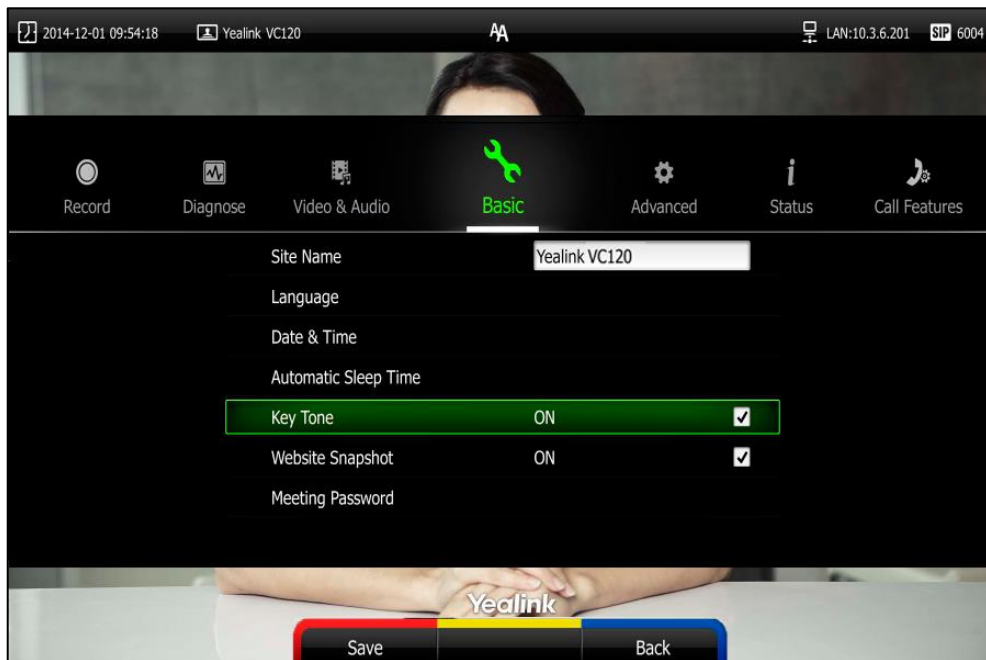 2014-12-01 09:54:18 Yealink VC120 AA LAN:10.3.6.201 SIP 6004
Record Diagnose Video & Audio Basic Advanced Status Call Features
Site Name Yealink VC120
Language
Date & Time
Automatic Sleep Time
Key Tone ON
Website Snapshot ON
Meeting Password
Yealink
Save Back